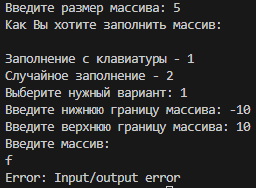 Введите размер массива: 5
Как Вы хотите заполнить массив:
Заполнение с клавиатуры - 1
Случайное заполнение - 2
Выберите нужный вариант: 1
Введите нижнюю границу массива: -10
Введите верхнюю границу массива: 10
Введите массив:
f
Error: Input/output error